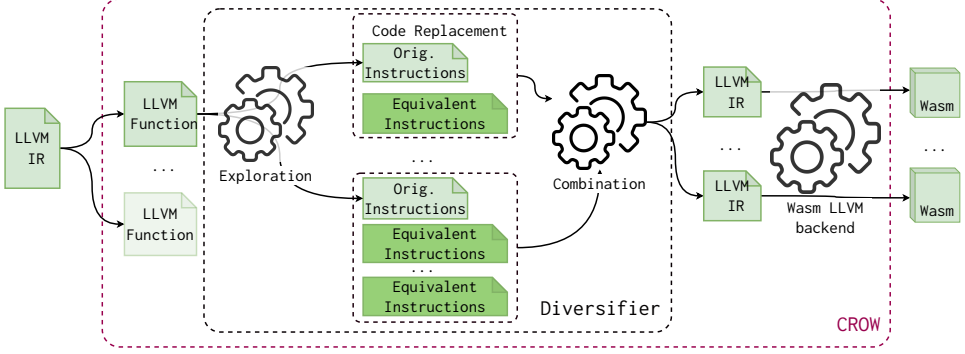 LLVM
IR
LLVM
Function
...
LLVM
Function
Exploration
Code Replacement
Orig.
Instructions
Equivalent
Instructions
...
Orig.
Instructions
Equivalent
Instructions
...
Equivalent
Instructions
Combination
Diversifier
LLVM
IR
...
LLVM
IR
Wasm LLVM
backend
CROW
Wasm
...
Wasm